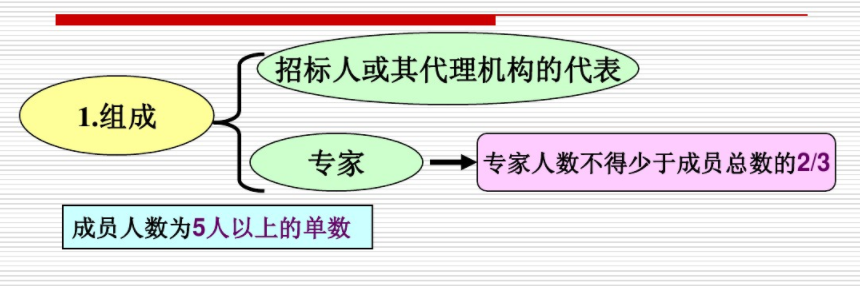 招标人或其代理机构的代表
1.组成
专家
专家人数不得少于成员总数的2/3
成员人数为5人以上的单数